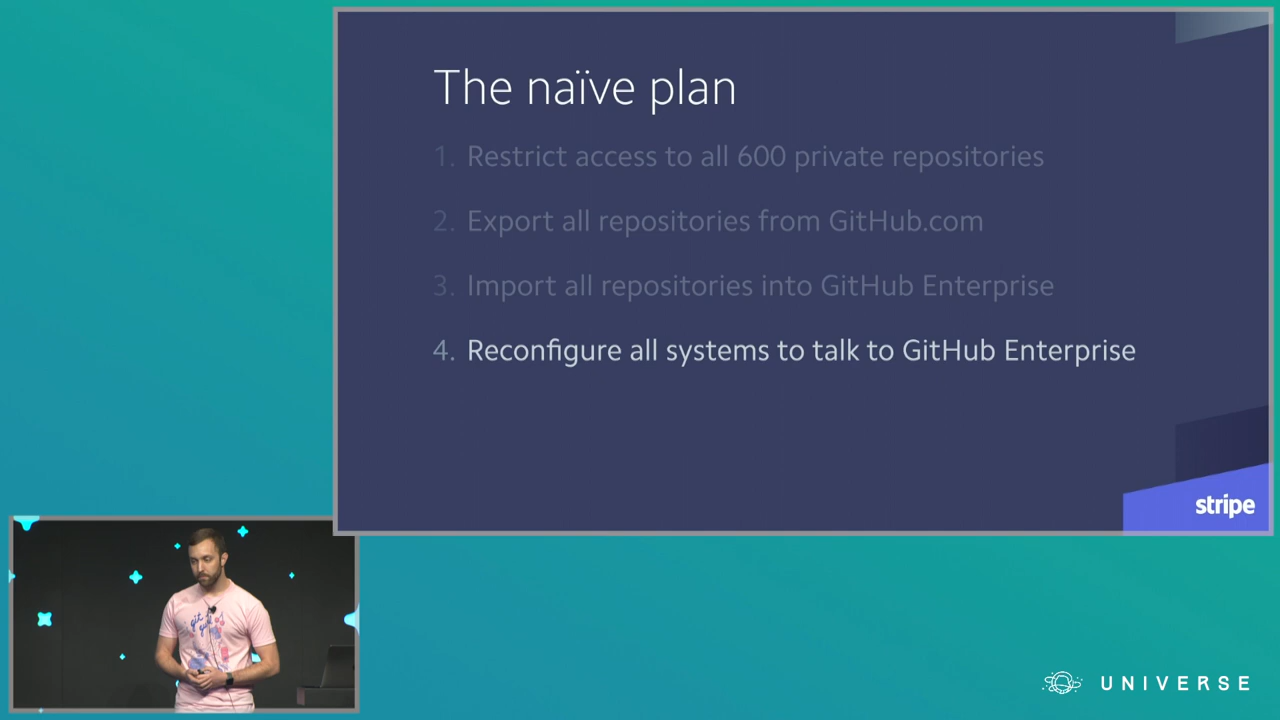 The naïve plan
1. Restrict access to all 600 private repositories
2. Export all repositories from GitHub.com
3. Import all repositories into GitHub Enterprise
4. Reconfigure all systems to talk to GitHub Enterprise
stripe
git
UNIVERSE